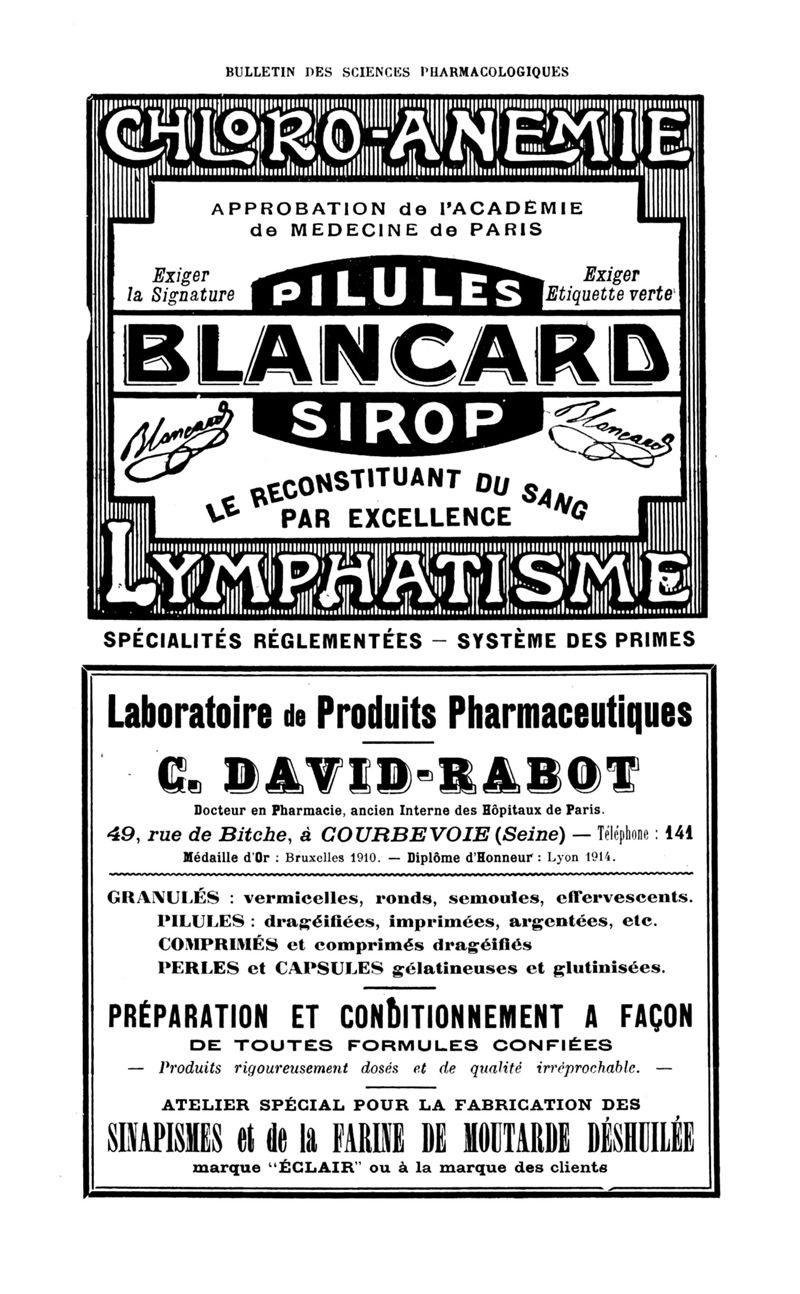 BULLETIN DES SCIENCES PHARMACOLOGIQUES
CHLORO-ANEMIE
APPROBATION de l'ACADÉMIE
de MEDECINE de PARIS
Exiger
la Signature
PILULES
Exiger
Etiquette verte
BLANCARD
Blancard
SIROP
Blancard
LE RECONSTITUANT DU SANG
PAR EXCELLENCE
LYMPHATISME
SPÉCIALITÉS RÉGLEMENTÉES — SYSTÈME DES PRIMES
Laboratoire de Produits Pharmaceutiques
C. DAVID-RABOT
Docteur en Pharmacie, ancien Interne des Hôpitaux de Paris.
49, rue de Bitche, à COURBEVOIE (Seine) — Téléphone : 141
Médaille d'Or : Bruxelles 1910. — Diplôme d'Honneur : Lyon 1914.
GRANULÉS : vermicelles, ronds, semoules, effervescents.
PILULES : dragéifiées, imprimées, argentées, etc.
COMPRIMÉS et comprimés dragéifiés
PERLES et CAPSULES gélatineuses et glutinisées.
PRÉPARATION ET CONDITIONNEMENT A FAÇON
DE TOUTES FORMULES CONFIÉES
— Produits rigoureusement dosés et de qualité irréprochable. —
ATELIER SPÉCIAL POUR LA FABRICATION DES
SINAPISMES et de la FARINE DE MOUTARDE DÉSHUILÉE
marque "ÉCLAIR" ou à la marque des clients